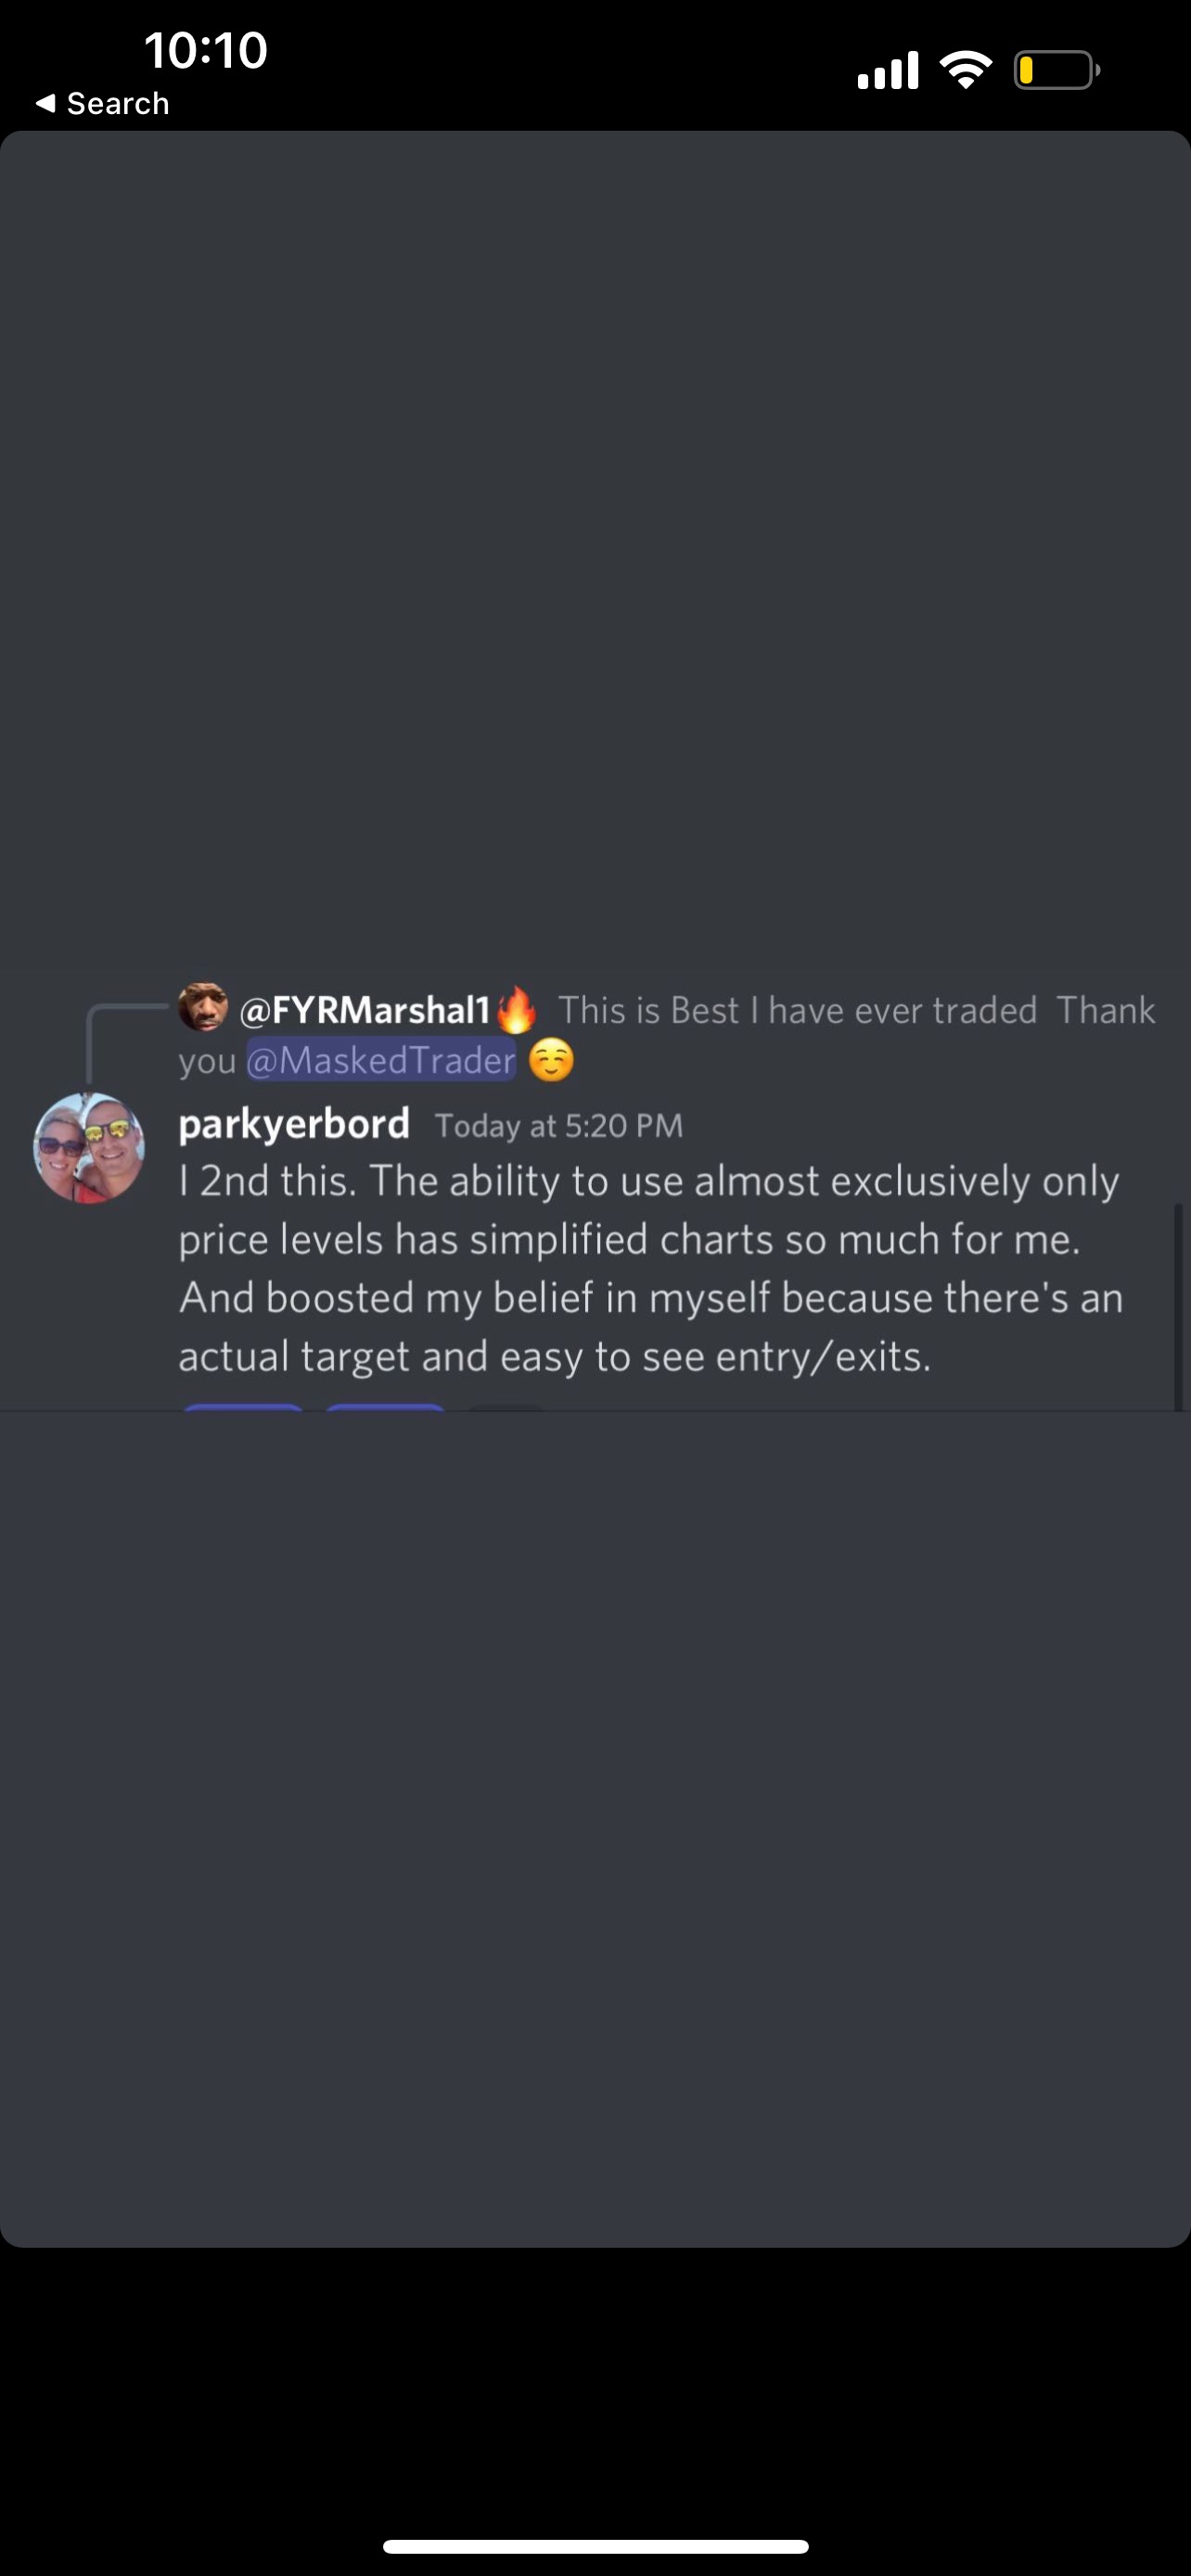 10:10
◀ Search
@FYRMarshal1🔥 This is Best I have ever traded Thank
you @MaskedTrader ☺️
parkyerbord Today at 5:20 PM
I 2nd this. The ability to use almost exclusively only
price levels has simplified charts so much for me.
And boosted my belief in myself because there's an
actual target and easy to see entry/exits.